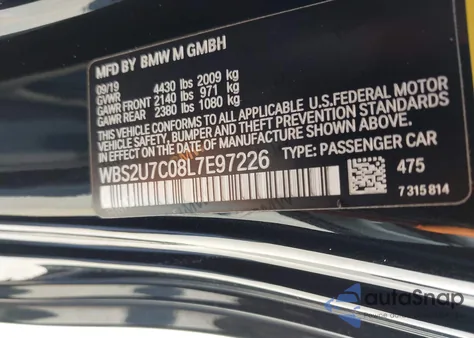 MFD BY BMW M GMBH
09/19
GVWR 4430 lbs 2009 kg
GAWR FRONT 2140 lbs 971 kg
GAWR REAR 2380 lbs 1080 kg
THIS VEHICLE CONFORMS TO ALL APPLICABLE U.S.FEDERAL MOTOR
VEHICLE SAFETY, BUMPER AND THEFT PREVENTION STANDARDS
IN EFFECT ON THE DATE OF MANUFACTURE SHOWN ABOVE.
WBS2U7C08L7E97226 TYPE: PASSENGER CAR
475
7 315 814
autoSnap